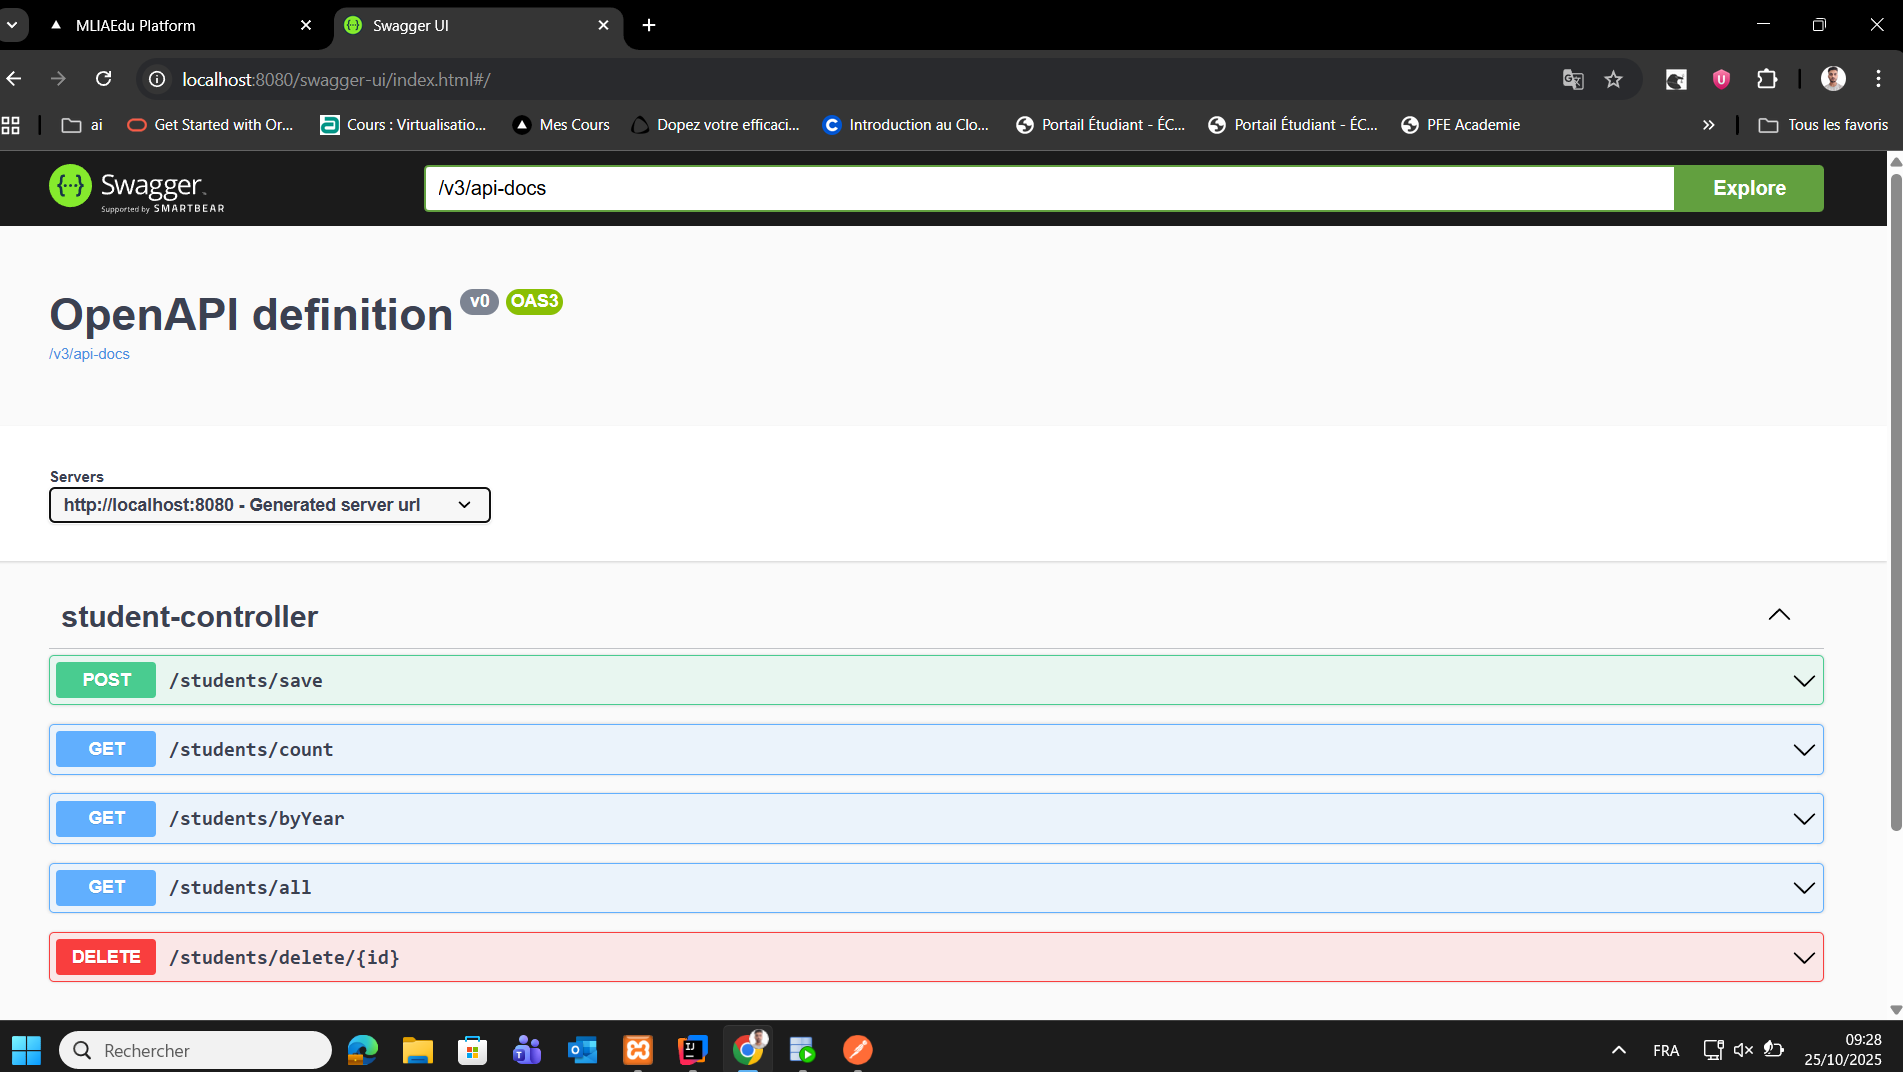 MLIAEdu Platform
Swagger UI
localhost:8080/swagger-ui/index.html#/
ai
Get Started with Or...
Cours : Virtualisatio...
Mes Cours
Dopez votre efficaci...
Introduction au Clo...
Portail Étudiant - ÉC...
Portail Étudiant - ÉC...
PFE Academie
Tous les favoris
Swagger
Supported by SMARTBEAR
/v3/api-docs
Explore
OpenAPI definition v0 OAS3
/v3/api-docs
Servers
http://localhost:8080 - Generated server url
student-controller
POST /students/save
GET /students/count
GET /students/byYear
GET /students/all
DELETE /students/delete/{id}
Rechercher
FRA
09:28
25/10/2025